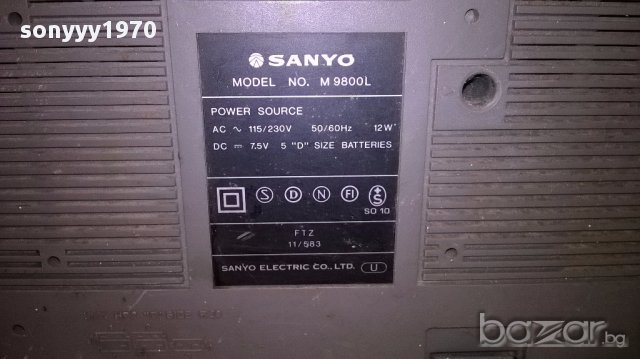 sonyyy1970
SANYO
MODEL NO. M 9800L
POWER SOURCE
AC ~ 115/230V 50/60Hz 12W
DC ⎓ 7.5V 5 "D" SIZE BATTERIES
S D N FI S
SO 10
FTZ
11/583
SANYO ELECTRIC CO., LTD. U
bazar.bg